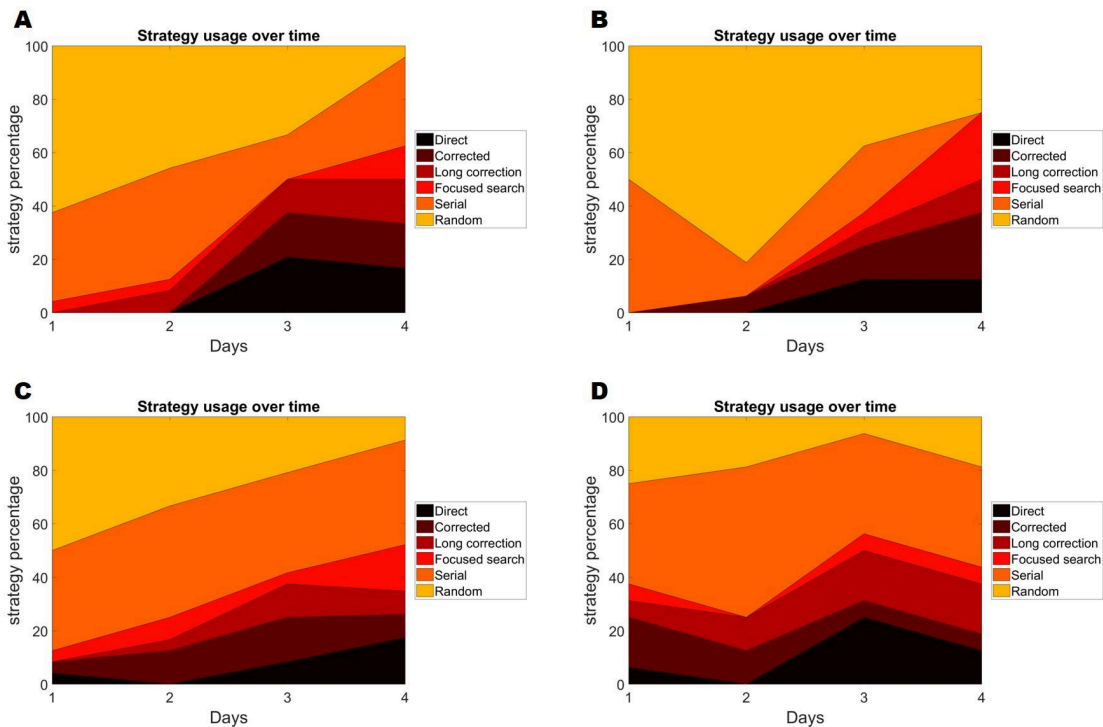 A
Strategy usage over time
100
80
60
40
20
0
strategy percentage
1 2 3 4
Days
Direct
Corrected
Long correction
Focused search
Serial
Random
B
Strategy usage over time
100
80
60
40
20
0
strategy percentage
1 2 3 4
Days
Direct
Corrected
Long correction
Focused search
Serial
Random
C
Strategy usage over time
100
80
60
40
20
0
strategy percentage
1 2 3 4
Days
Direct
Corrected
Long correction
Focused search
Serial
Random
D
Strategy usage over time
100
80
60
40
20
0
strategy percentage
1 2 3 4
Days
Direct
Corrected
Long correction
Focused search
Serial
Random